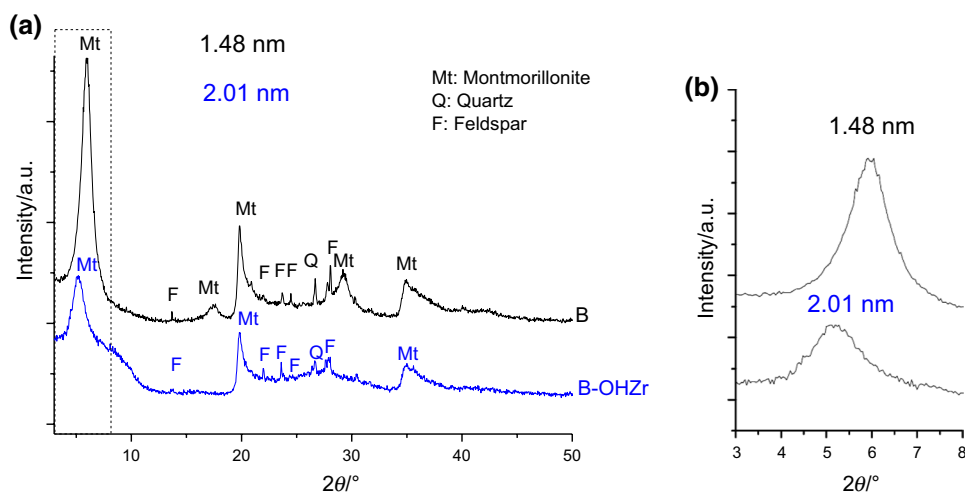 (a)
Mt
1.48 nm
2.01 nm
Mt: Montmorillonite
Q: Quartz
F: Feldspar
Intensity/a.u.
Mt
F
Mt
Mt
F
F F
Q
F
Mt
Mt
B
F
Mt
F
F
F
Q
F
Mt
B-OHZr
10
20
30
40
50
2θ/°
(b)
1.48 nm
2.01 nm
Intensity/a.u.
3
4
5
6
7
8
2θ/°